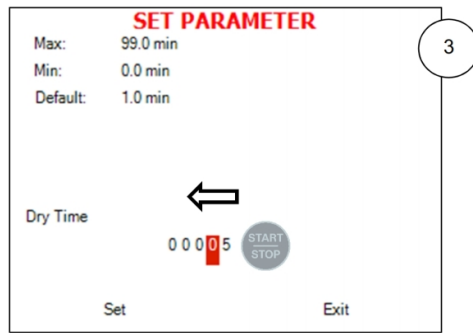 SET PARAMETER
3
Max: 99.0 min
Min: 0.0 min
Default: 1.0 min
Dry Time
0 0 0 0 5 START STOP
Set Exit